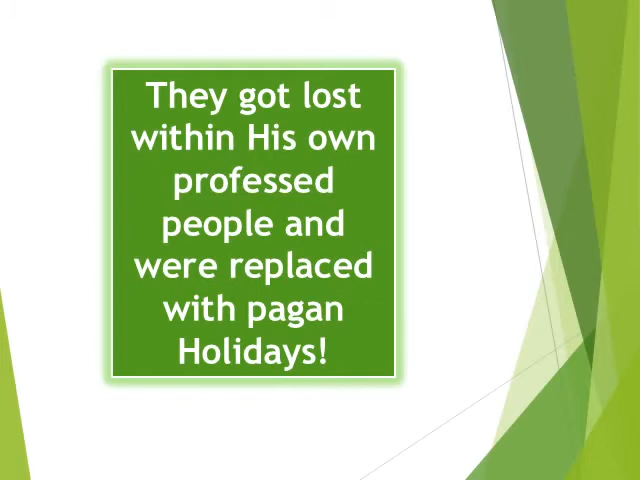 They got lost
within His own
professed
people and
were replaced
with pagan
Holidays!